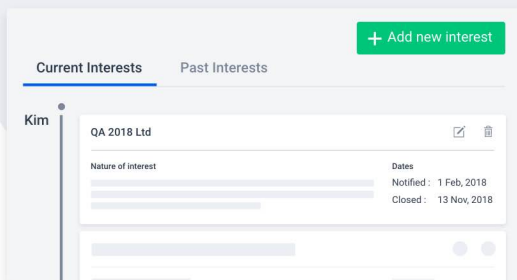 + Add new interest
Current Interests Past Interests
Kim
QA 2018 Ltd
Nature of interest Dates
Notified : 1 Feb, 2018
Closed : 13 Nov, 2018